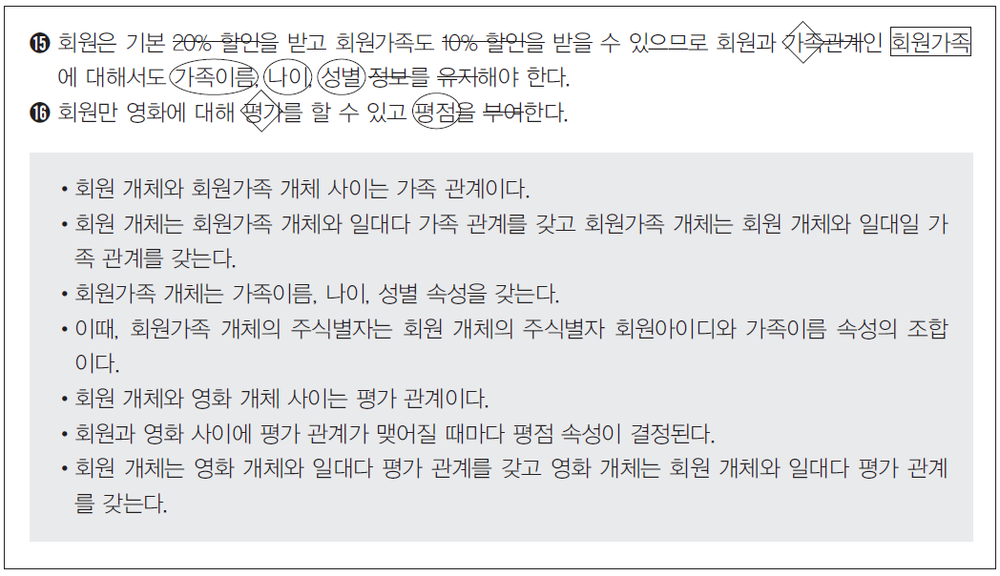 ⓯ 회원은 기본 20% 할인을 받고 회원가족도 10% 할인을 받을 수 있으므로 회원과 가족관계인 회원가족
에 대해서도 가족이름, 나이, 성별 정보를 유지해야 한다.
⓰ 회원만 영화에 대해 평가를 할 수 있고 평점을 부여한다.
• 회원 개체와 회원가족 개체 사이는 가족 관계이다.
• 회원 개체는 회원가족 개체와 일대다 가족 관계를 갖고 회원가족 개체는 회원 개체와 일대일 가
족 관계를 갖는다.
• 회원가족 개체는 가족이름, 나이, 성별 속성을 갖는다.
• 이때, 회원가족 개체의 주식별자는 회원 개체의 주식별자 회원아이디와 가족이름 속성의 조합
이다.
• 회원 개체와 영화 개체 사이는 평가 관계이다.
• 회원과 영화 사이에 평가 관계가 맺어질 때마다 평점 속성이 결정된다.
• 회원 개체는 영화 개체와 일대다 평가 관계를 갖고 영화 개체는 회원 개체와 일대다 평가 관계
를 갖는다.